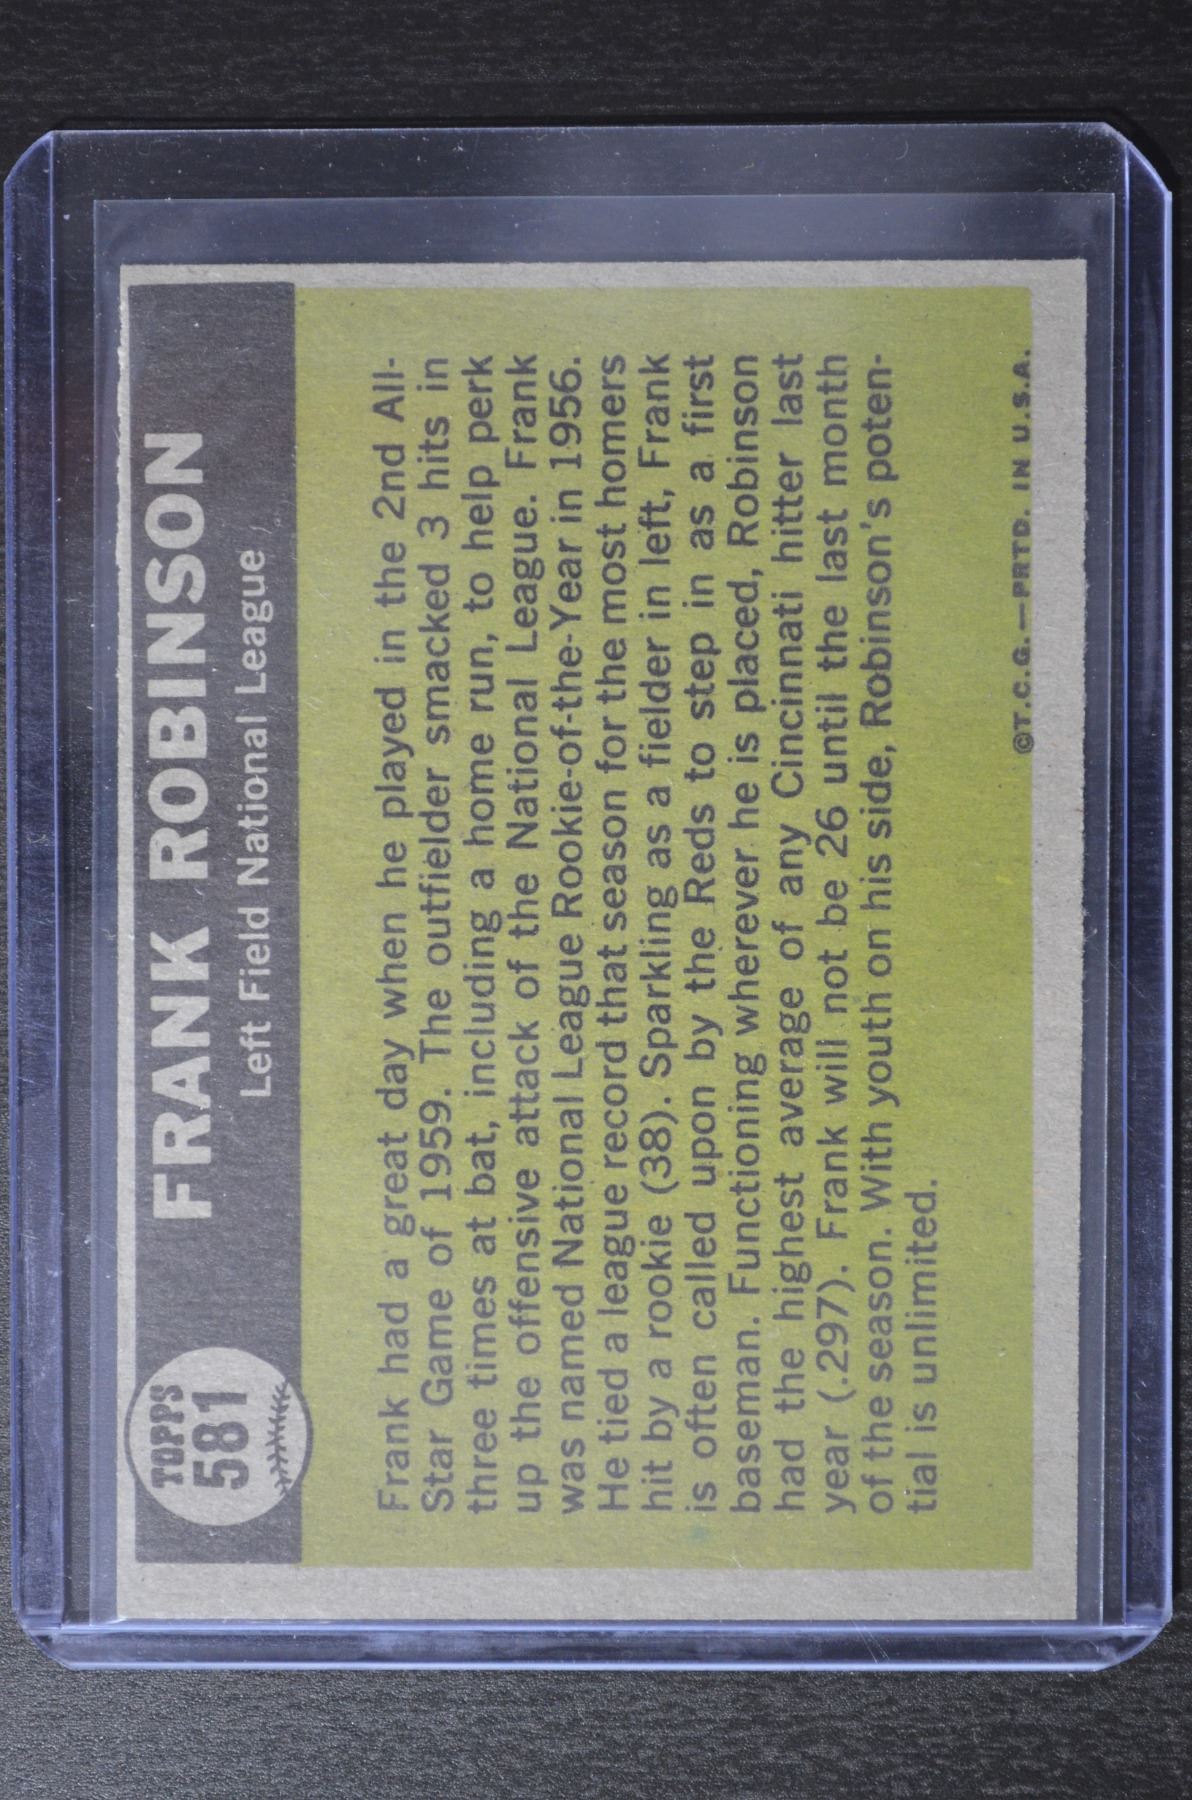 TOPPS
581
FRANK ROBINSON
Left Field National League
Frank had a great day when he played in the 2nd All-
Star Game of 1959. The outfielder smacked 3 hits in
three times at bat, including a home run, to help perk
up the offensive attack of the National League. Frank
was named National League Rookie-of-the-Year in 1956.
He tied a league record that season for the most homers
hit by a rookie (38). Sparkling as a fielder in left, Frank
is often called upon by the Reds to step in as a first
baseman. Functioning wherever he is placed, Robinson
had the highest average of any Cincinnati hitter last
year (.297). Frank will not be 26 until the last month
of the season. With youth on his side, Robinson's poten-
tial is unlimited.
©T.C.G.—PRTD. IN U.S.A.